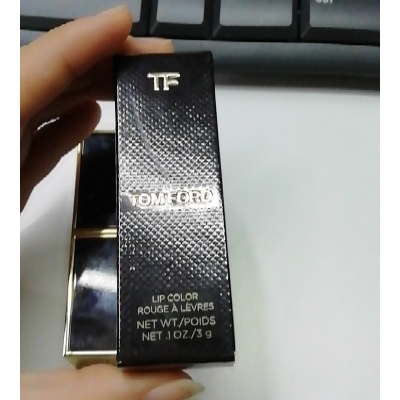 TF
TOM FORD
LIP COLOR
ROUGE À LÈVRES
NET WT./POIDS
NET .1 OZ./3 g